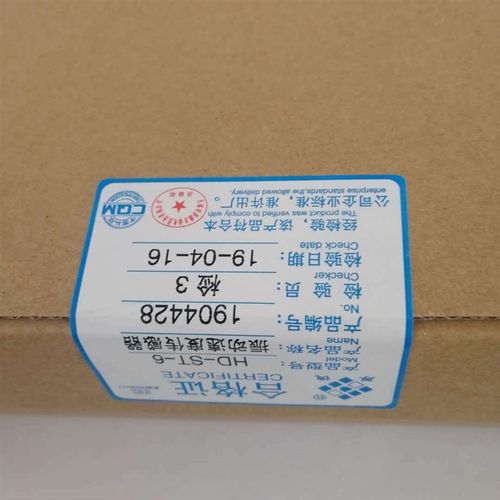 合格证
CERTIFICATE
产品型号: HD-ST-6
Model
产品名称: 振动速度传感器
Name
产品编号: 1904428
No.
检验员: 检3
Checker
检验日期: 19-04-16
Check date
经检验,该产品符合本
The product was verified to comply with
公司企业标准,准许出厂。
enterprise standards, the allowed delivery.
CQM